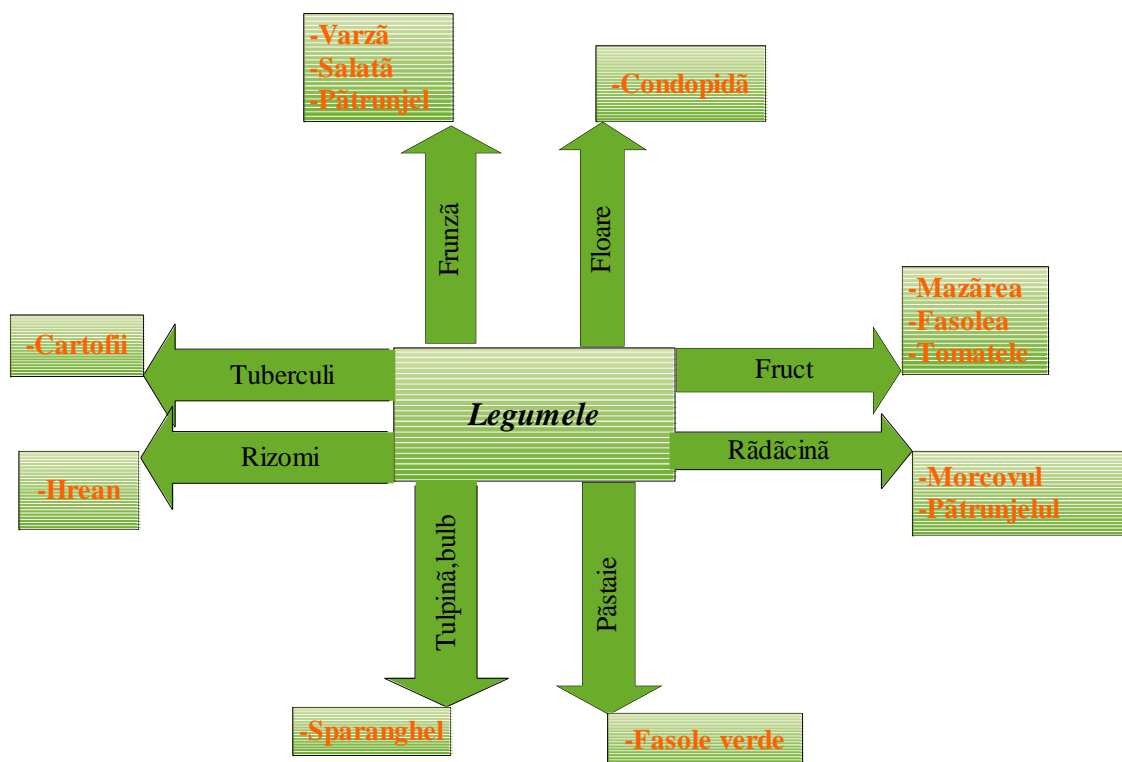 -Varzã
-Salatã
-Pãtrunjel
-Condopidã
Frunzã
Floare
-Mazãrea
-Fasolea
-Tomatele
-Cartofii
Tuberculi
Fruct
Legumele
Rizomi
Rãdãcinã
-Hrean
-Morcovul
-Pãtrunjelul
Tulpinã,bulb
Pãstaie
-Sparanghel
-Fasole verde